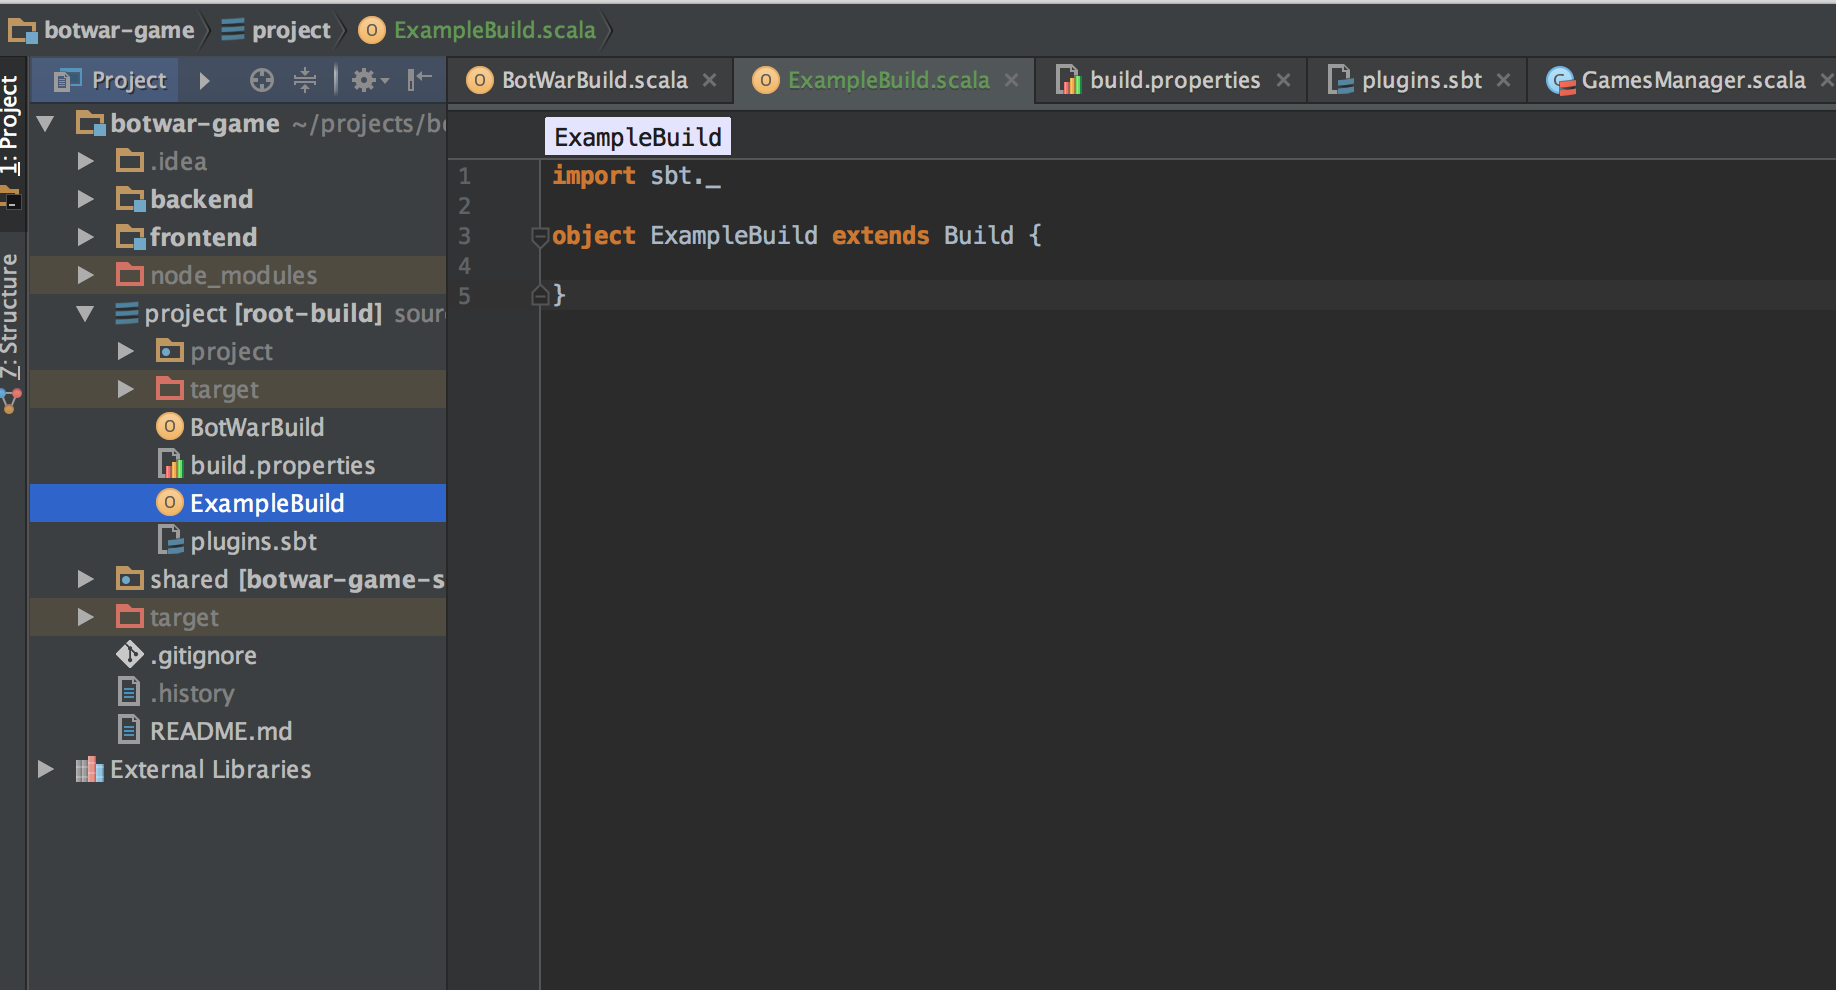 botwar-game project ExampleBuild.scala
Project
BotWarBuild.scala ExampleBuild.scala build.properties plugins.sbt GamesManager.scala
1: Project
7: Structure
botwar-game ~/projects/b
.idea
backend
frontend
node_modules
project [root-build] sour
project
target
BotWarBuild
build.properties
ExampleBuild
plugins.sbt
shared [botwar-game-s
target
.gitignore
.history
README.md
External Libraries
ExampleBuild
1 import sbt._
2
3 object ExampleBuild extends Build {
4
5 }